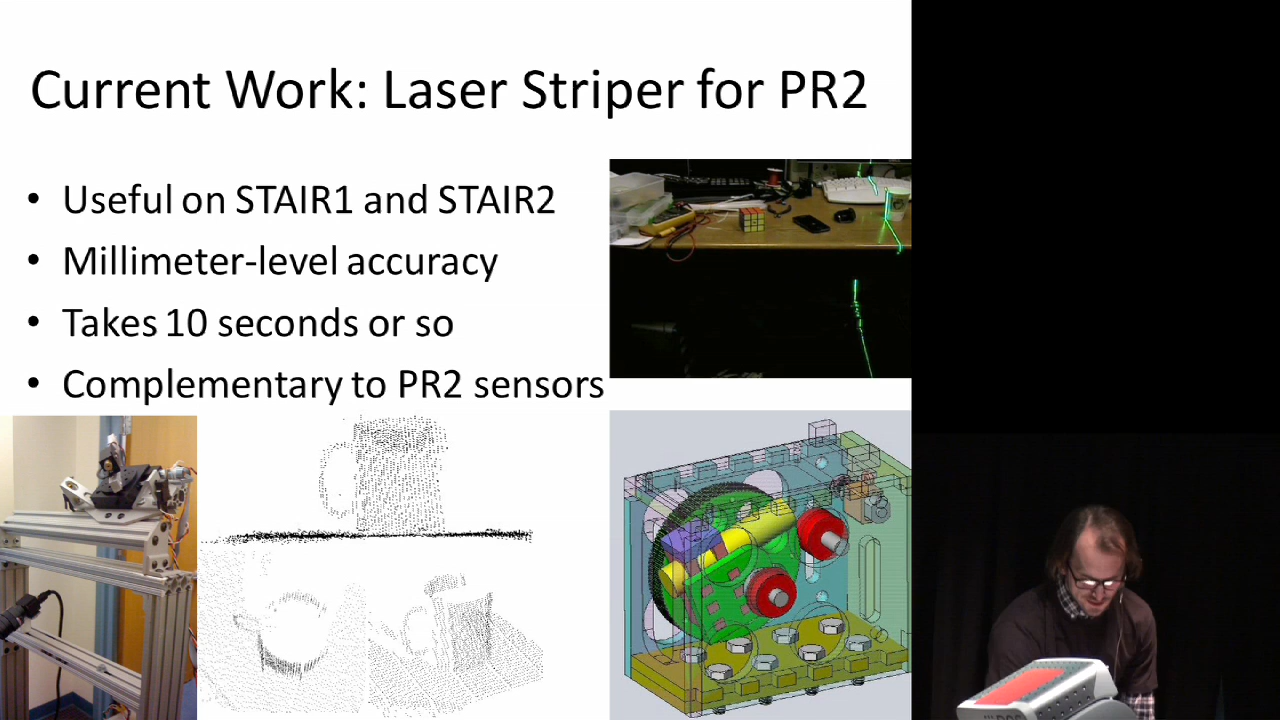 Current Work: Laser Striper for PR2
• Useful on STAIR1 and STAIR2
• Millimeter-level accuracy
• Takes 10 seconds or so
• Complementary to PR2 sensors